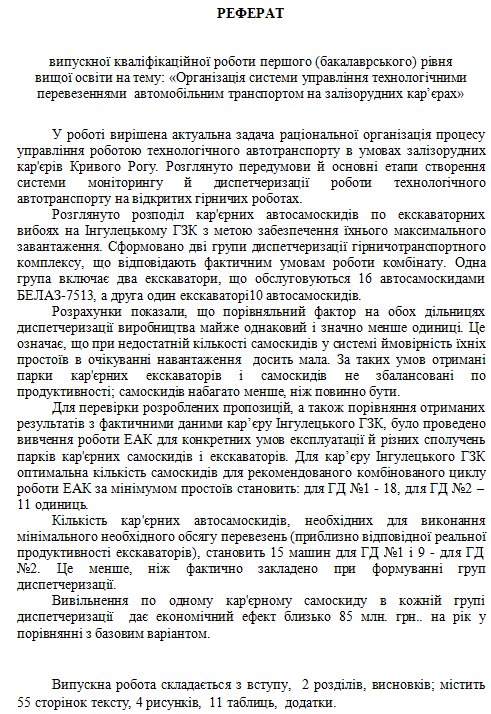 РЕФЕРАТ
випускної кваліфікаційної роботи першого (бакалаврського) рівня
вищої освіти на тему: «Організація системи управління технологічними
перевезеннями автомобільним транспортом на залізорудних кар’єрах»
У роботі вирішена актуальна задача раціональної організація процесу
управління роботою технологічного автотранспорту в умовах залізорудних
кар'єрів Кривого Рогу. Розглянуто передумови й основні етапи створення
системи моніторингу й диспетчеризації роботи технологічного
автотранспорту на відкритих гірничих роботах.
Розглянуто розподіл кар'єрних автосамоскидів по екскаваторних
вибоях на Інгулецькому ГЗК з метою забезпечення їхнього максимального
завантаження. Сформовано дві групи диспетчеризації гірничотранспортного
комплексу, що відповідають фактичним умовам роботи комбінату. Одна
група включає два екскаватори, що обслуговуються 16 автосамоскидами
БЕЛАЗ-7513, а друга один екскаваторі10 автосамоскидів.
Розрахунки показали, що порівняльний фактор на обох дільницях
диспетчеризації виробництва майже однаковий і значно менше одиниці. Це
означає, що при недостатній кількості самоскидів у системі ймовірність їхніх
простоїв в очікуванні навантаження досить мала. За таких умов отримані
парки кар'єрних екскаваторів і самоскидів не збалансовані по
продуктивності; самоскидів набагато менше, ніж повинно бути.
Для перевірки розроблених пропозицій, а також порівняння отриманих
результатів з фактичними даними кар’єру Інгулецького ГЗК, було проведено
вивчення роботи ЕАК для конкретних умов експлуатації й різних сполучень
парків кар'єрних самоскидів і екскаваторів. Для кар’єру Інгулецького ГЗК
оптимальна кількість самоскидів для рекомендованого комбінованого циклу
роботи ЕАК за мінімумом простоїв становить: для ГД №1 - 18, для ГД №2 –
11 одиниць.
Кількість кар'єрних автосамоскидів, необхідних для виконання
мінімального необхідного обсягу перевезень (приблизно відповідної реальної
продуктивності екскаваторів), становить 15 машин для ГД №1 і 9 - для ГД
№2. Це менше, ніж фактично закладено при формуванні груп
диспетчеризації.
Вивільнення по одному кар'єрному самоскиду в кожній групі
диспетчеризації дає економічний ефект близько 85 млн. грн.. на рік у
порівнянні з базовим варіантом.
Випускна робота складається з вступу, 2 розділів, висновків; містить
55 сторінок тексту, 4 рисунків, 11 таблиць, додатки.